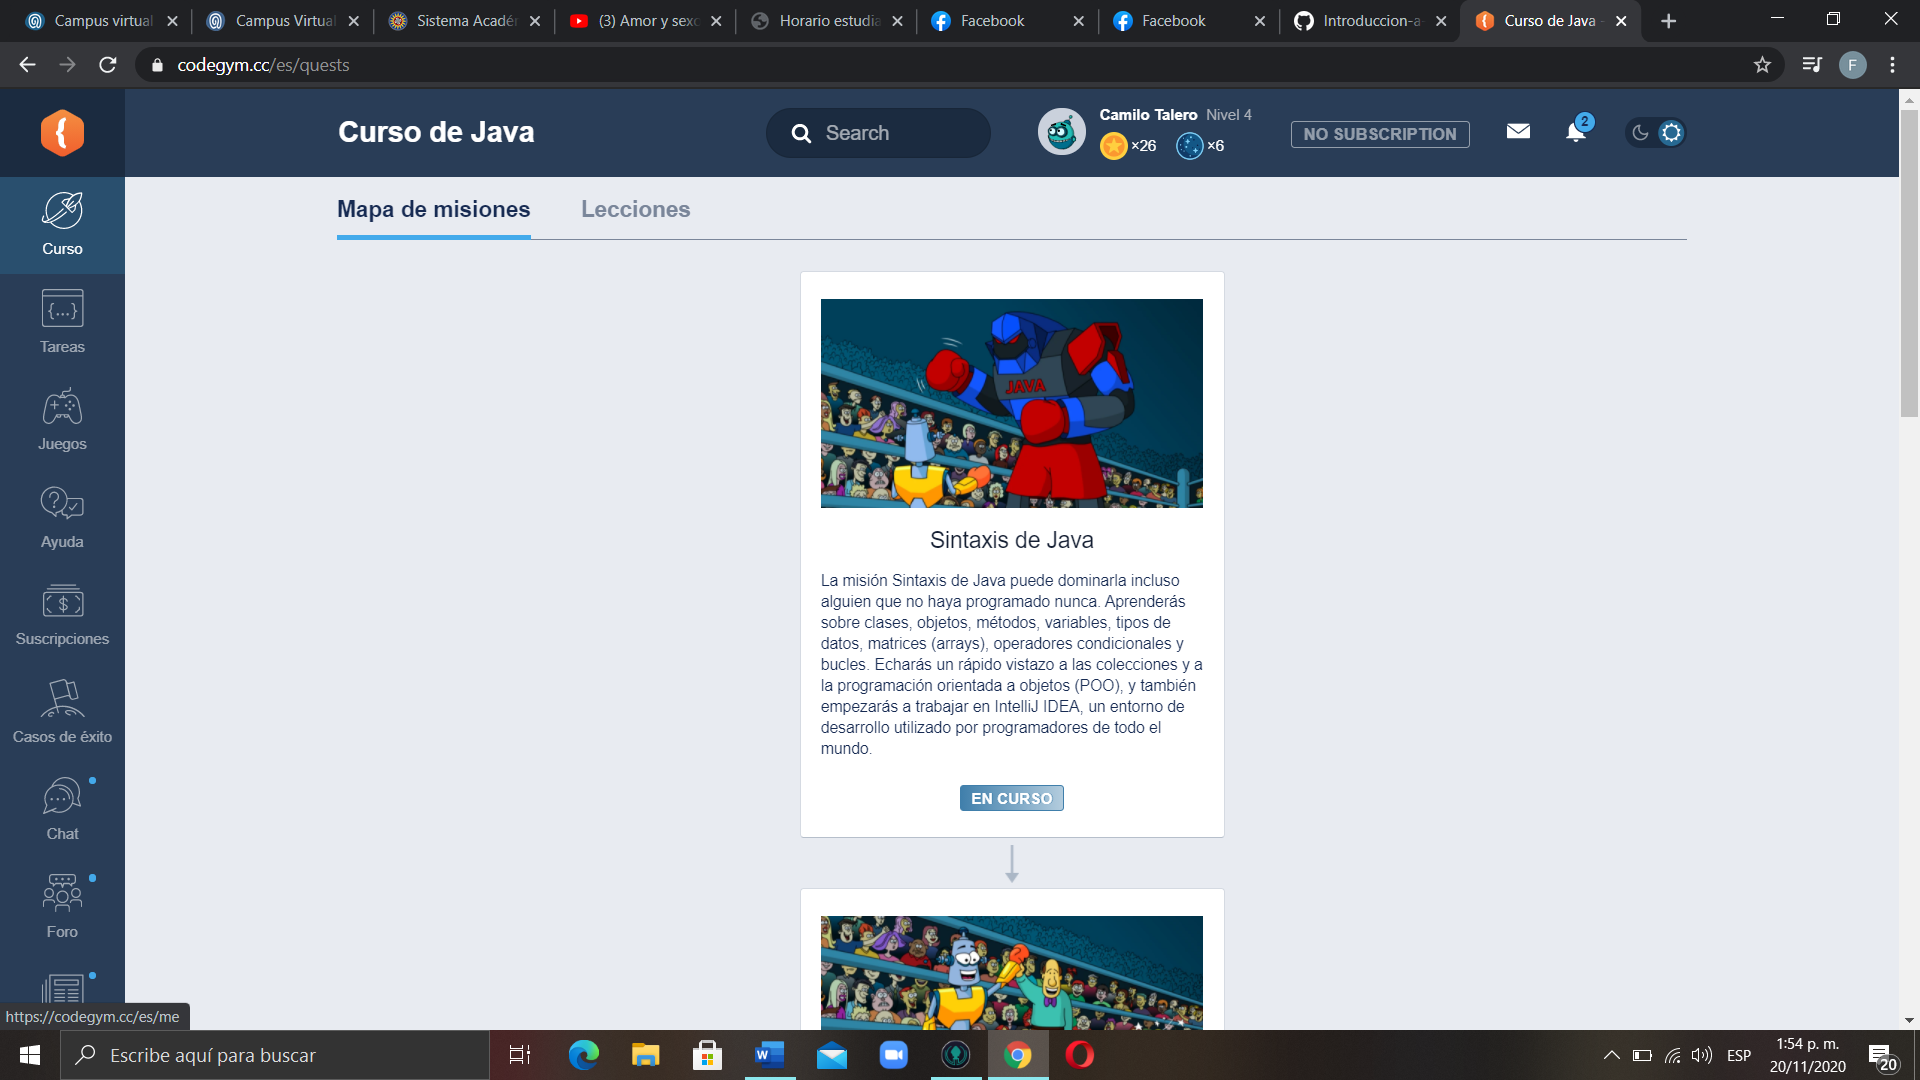 Campus virtual
Campus Virtual
Sistema Acadé
(3) Amor y sexo
Horario estudia
Facebook
Facebook
Introduccion-a
Curso de Java -
codegym.cc/es/quests
F
Curso de Java
Search
Camilo Talero Nivel 4
×26 ×6
NO SUBSCRIPTION
2
Mapa de misiones
Lecciones
Curso
Tareas
Juegos
Ayuda
Suscripciones
Casos de éxito
Chat
Foro
JAVA
Sintaxis de Java
La misión Sintaxis de Java puede dominarla incluso
alguien que no haya programado nunca. Aprenderás
sobre clases, objetos, métodos, variables, tipos de
datos, matrices (arrays), operadores condicionales y
bucles. Echarás un rápido vistazo a las colecciones y a
la programación orientada a objetos (POO), y también
empezarás a trabajar en IntelliJ IDEA, un entorno de
desarrollo utilizado por programadores de todo el
mundo.
EN CURSO
https://codegym.cc/es/me
Escribe aquí para buscar
ESP
1:54 p. m.
20/11/2020
20